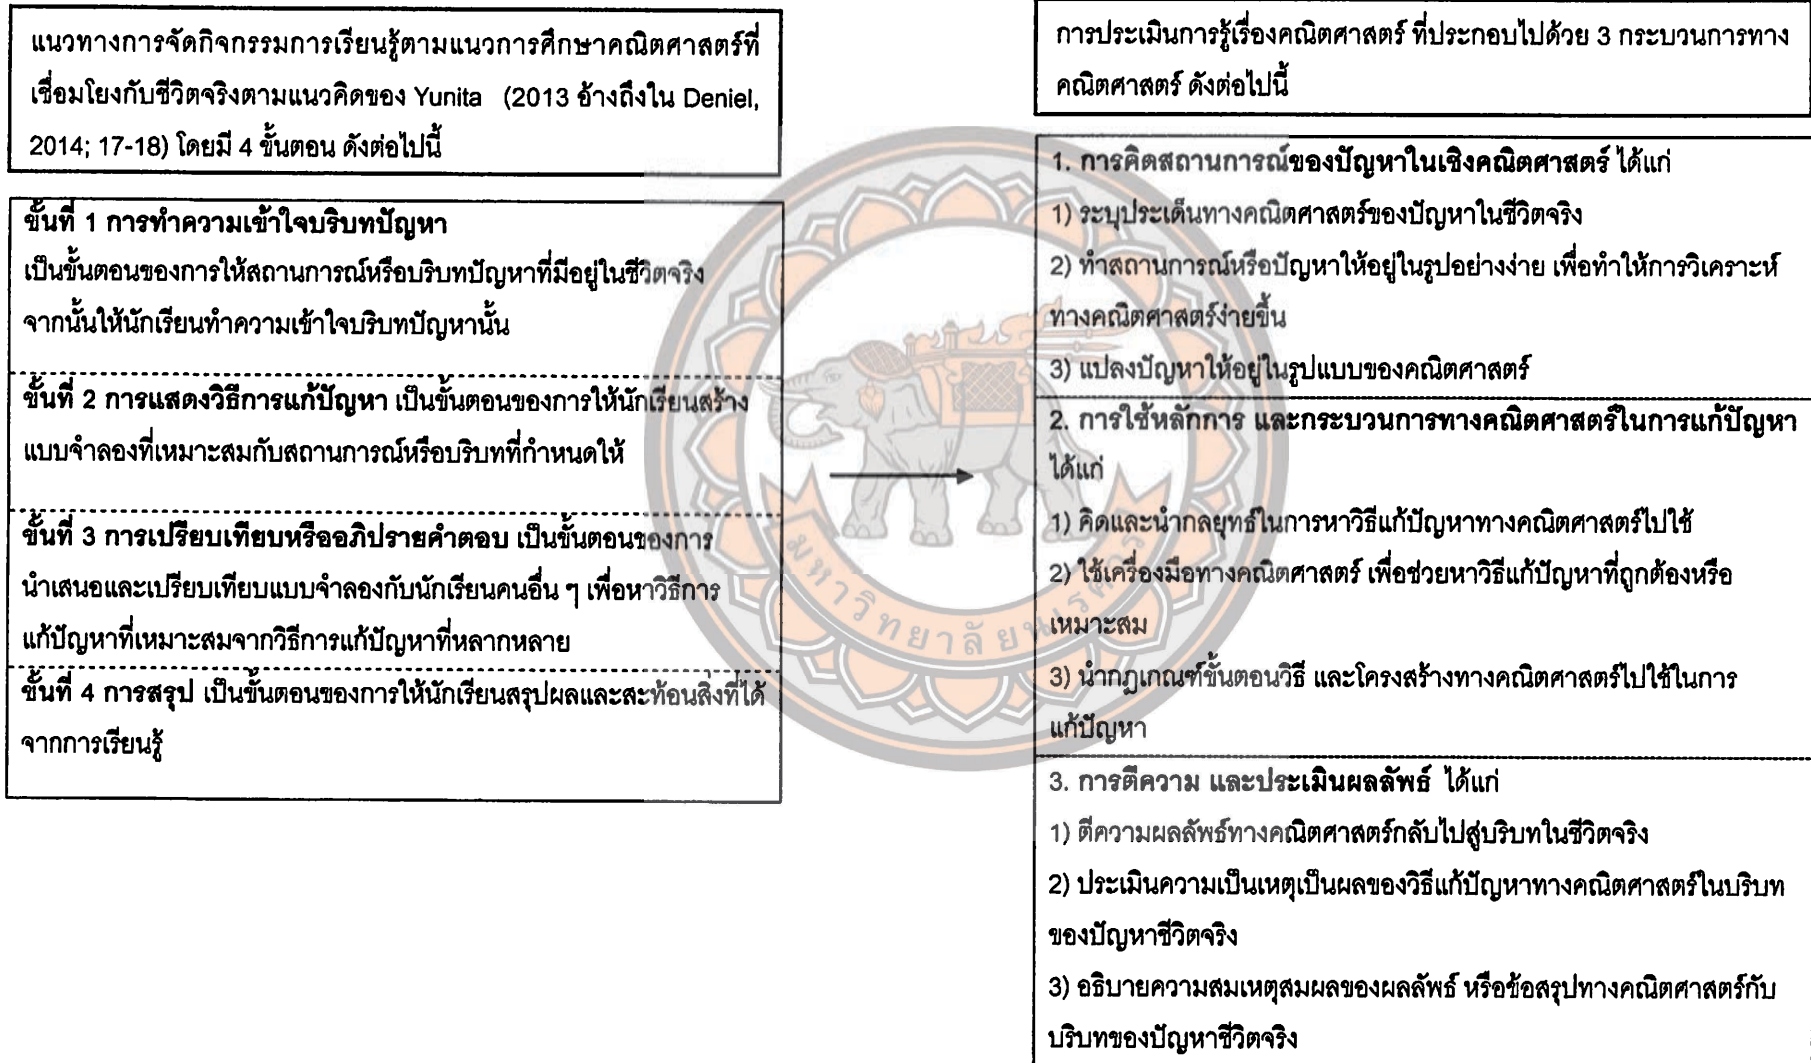 แนวทางการจัดกิจกรรมการเรียนรู้ตามแนวการศึกษาคณิตศาสตร์ที่
เชื่อมโยงกับชีวิตจริงตามแนวคิดของ Yunita (2013 อ้างถึงใน Deniel,
2014; 17-18) โดยมี 4 ขั้นตอน ดังต่อไปนี้
ขั้นที่ 1 การทำความเข้าใจบริบทปัญหา
เป็นขั้นตอนของการให้สถานการณ์หรือบริบทปัญหาที่มีอยู่ในชีวิตจริง
จากนั้นให้นักเรียนทำความเข้าใจบริบทปัญหานั้น
ขั้นที่ 2 การแสดงวิธีการแก้ปัญหา เป็นขั้นตอนของการให้นักเรียนสร้าง
แบบจำลองที่เหมาะสมกับสถานการณ์หรือบริบทที่กำหนดให้
ขั้นที่ 3 การเปรียบเทียบหรืออภิปรายคำตอบ เป็นขั้นตอนของการ
นำเสนอและเปรียบเทียบแบบจำลองกับนักเรียนคนอื่น ๆ เพื่อหาวิธีการ
แก้ปัญหาที่เหมาะสมจากวิธีการแก้ปัญหาที่หลากหลาย
ขั้นที่ 4 การสรุป เป็นขั้นตอนของการให้นักเรียนสรุปผลและสะท้อนสิ่งที่ได้
จากการเรียนรู้
การประเมินการรู้เรื่องคณิตศาสตร์ ที่ประกอบไปด้วย 3 กระบวนการทาง
คณิตศาสตร์ ดังต่อไปนี้
1. การคิดสถานการณ์ของปัญหาในเชิงคณิตศาสตร์ ได้แก่
1) ระบุประเด็นทางคณิตศาสตร์ของปัญหาในชีวิตจริง
2) ทำสถานการณ์หรือปัญหาให้อยู่ในรูปอย่างง่าย เพื่อทำให้การวิเคราะห์
ทางคณิตศาสตร์ง่ายขึ้น
3) แปลงปัญหาให้อยู่ในรูปแบบของคณิตศาสตร์
2. การใช้หลักการ และกระบวนการทางคณิตศาสตร์ในการแก้ปัญหา
ได้แก่
1) คิดและนำกลยุทธ์ในการหาวิธีแก้ปัญหาทางคณิตศาสตร์ไปใช้
2) ใช้เครื่องมือทางคณิตศาสตร์ เพื่อช่วยหาวิธีแก้ปัญหาที่ถูกต้องหรือ
เหมาะสม
3) นำกฎเกณฑ์ขั้นตอนวิธี และโครงสร้างทางคณิตศาสตร์ไปใช้ในการ
แก้ปัญหา
3. การตีความ และประเมินผลลัพธ์ ได้แก่
1) ตีความผลลัพธ์ทางคณิตศาสตร์กลับไปสู่บริบทในชีวิตจริง
2) ประเมินความเป็นเหตุเป็นผลของวิธีแก้ปัญหาทางคณิตศาสตร์ในบริบท
ของปัญหาชีวิตจริง
3) อธิบายความสมเหตุสมผลของผลลัพธ์ หรือข้อสรุปทางคณิตศาสตร์กับ
บริบทของปัญหาชีวิตจริง
มหาวิทยาลัยนเรศวร